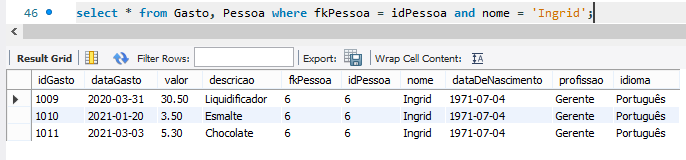 46 select * from Gasto, Pessoa where fkPessoa = idPessoa and nome = 'Ingrid';
Result Grid Filter Rows: Export: Wrap Cell Content: IA
idGasto dataGasto valor descricao fkPessoa idPessoa nome dataDeNascimento profissao idioma
1009 2020-03-31 30.50 Liquidificador 6 6 Ingrid 1971-07-04 Gerente Português
1010 2021-01-20 3.50 Esmalte 6 6 Ingrid 1971-07-04 Gerente Português
1011 2021-03-03 5.30 Chocolate 6 6 Ingrid 1971-07-04 Gerente Português